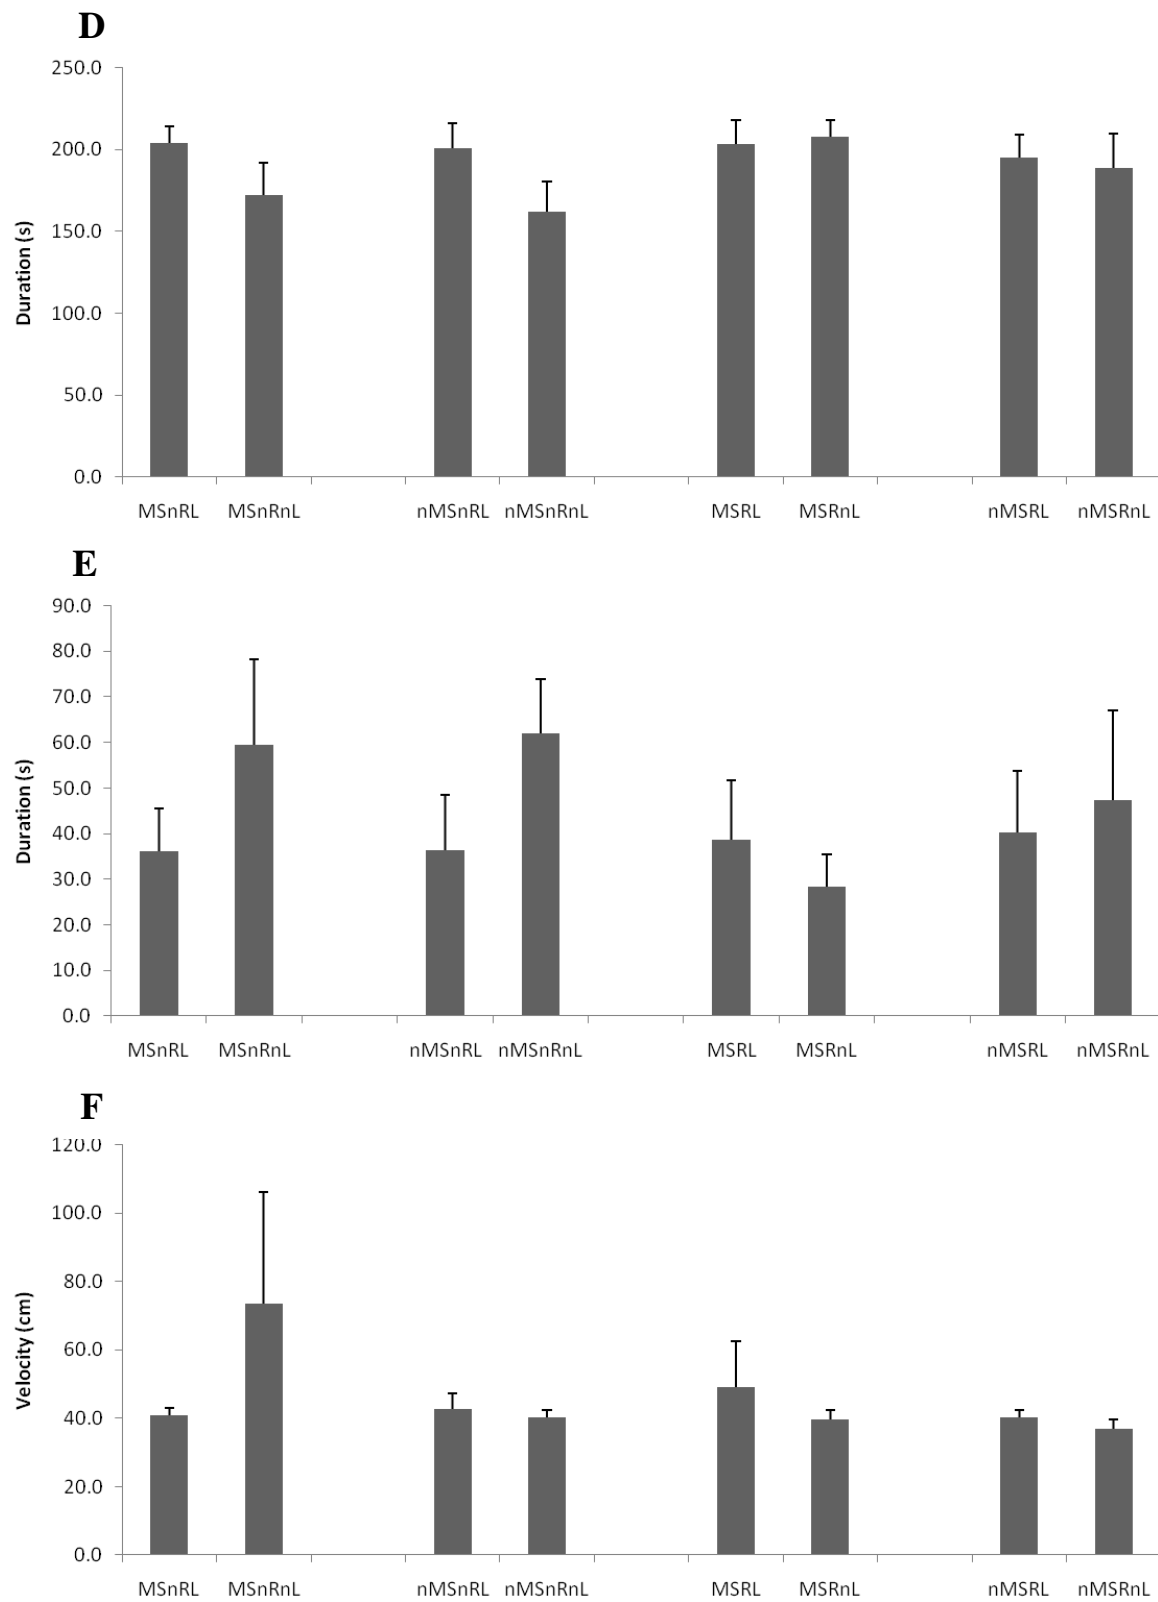 D
250.0
200.0
150.0
100.0
50.0
0.0
Duration (s)
MSnRL MSnRnL nMSnRL nMSnRnL MSRL MSRnL nMSRL nMSRnL
E
90.0
80.0
70.0
60.0
50.0
40.0
30.0
20.0
10.0
0.0
Duration (s)
MSnRL MSnRnL nMSnRL nMSnRnL MSRL MSRnL nMSRL nMSRnL
F
120.0
100.0
80.0
60.0
40.0
20.0
0.0
Velocity (cm)
MSnRL MSnRnL nMSnRL nMSnRnL MSRL MSRnL nMSRL nMSRnL